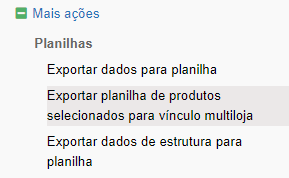 Mais ações
Planilhas
Exportar dados para planilha
Exportar planilha de produtos
selecionados para vínculo multiloja
Exportar dados de estrutura para
planilha